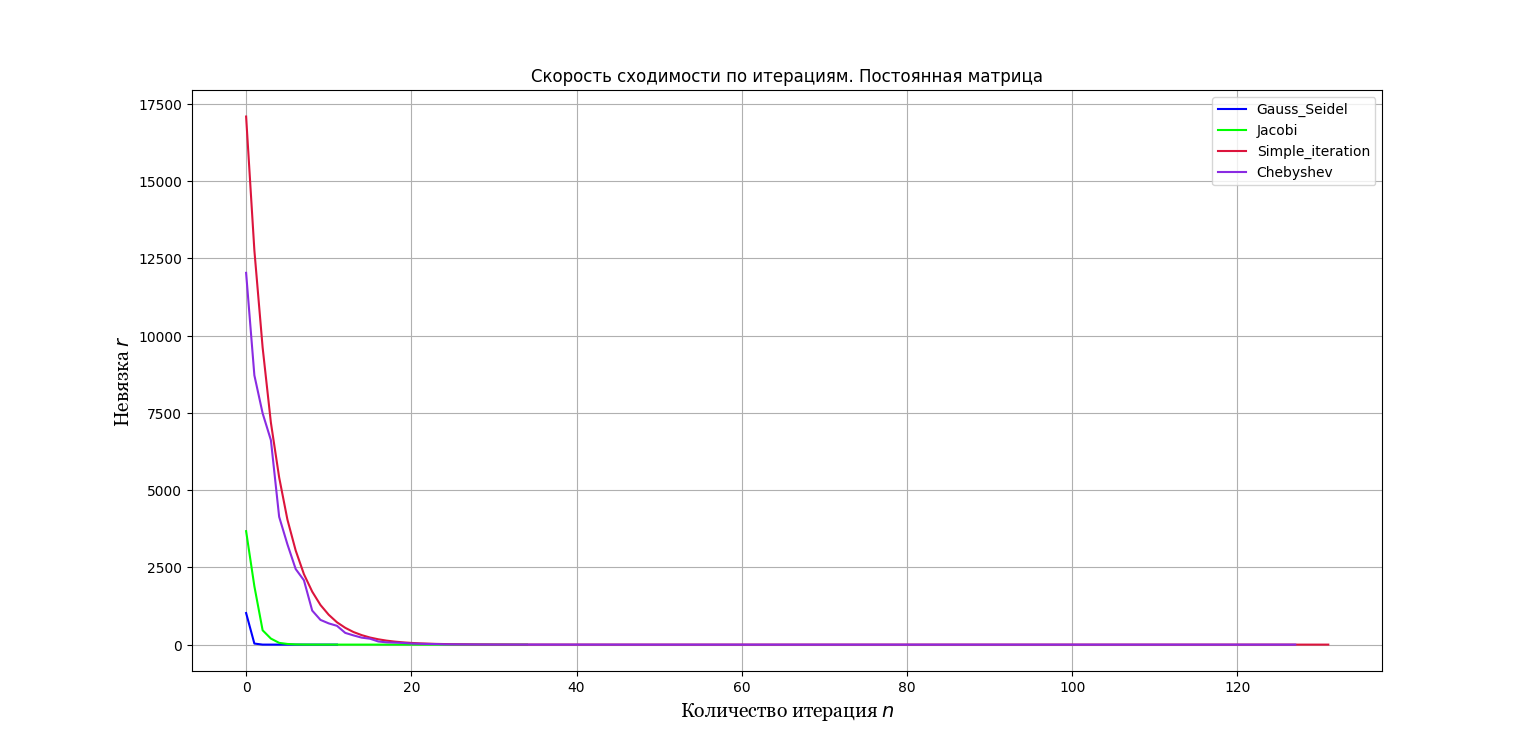 Скорость сходимости по итерациям. Постоянная матрица
17500
15000
12500
10000
7500
5000
2500
0
Невязка r
Gauss_Seidel
Jacobi
Simple_iteration
Chebyshev
0 20 40 60 80 100 120
Количество итерация n